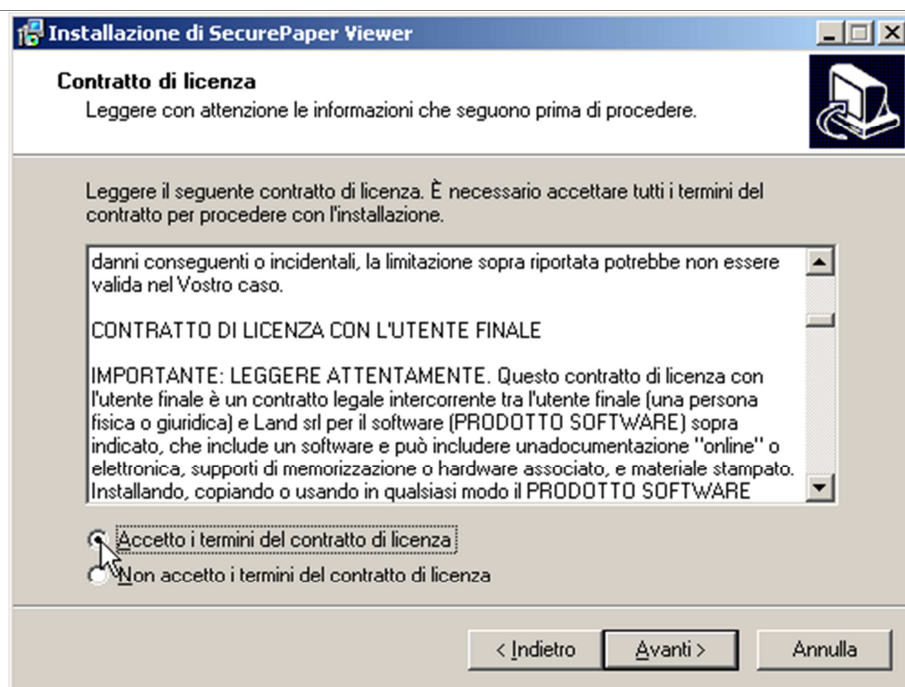 Installazione di SecurePaper Viewer
Contratto di licenza
Leggere con attenzione le informazioni che seguono prima di procedere.
Leggere il seguente contratto di licenza. È necessario accettare tutti i termini del
contratto per procedere con l'installazione.
danni conseguenti o incidentali, la limitazione sopra riportata potrebbe non essere
valida nel Vostro caso.
CONTRATTO DI LICENZA CON L'UTENTE FINALE
IMPORTANTE: LEGGERE ATTENTAMENTE. Questo contratto di licenza con
l'utente finale è un contratto legale intercorrente tra l'utente finale (una persona
fisica o giuridica) e Land srl per il software (PRODOTTO SOFTWARE) sopra
indicato, che include un software e può includere unadocumentazione "online" o
elettronica, supporti di memorizzazione o hardware associato, e materiale stampato.
Installando, copiando o usando in qualsiasi modo il PRODOTTO SOFTWARE
Accetto i termini del contratto di licenza
Non accetto i termini del contratto di licenza
< Indietro
Avanti >
Annulla